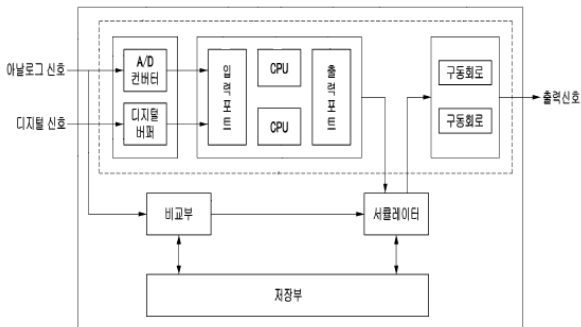 아날로그 신호
디지털 신호
A/D
컨버터
디지털
버퍼
입
력
포
트
CPU
CPU
출
력
포
트
구동회로
구동회로
출력신호
비교부
서뮬레이터
저장부